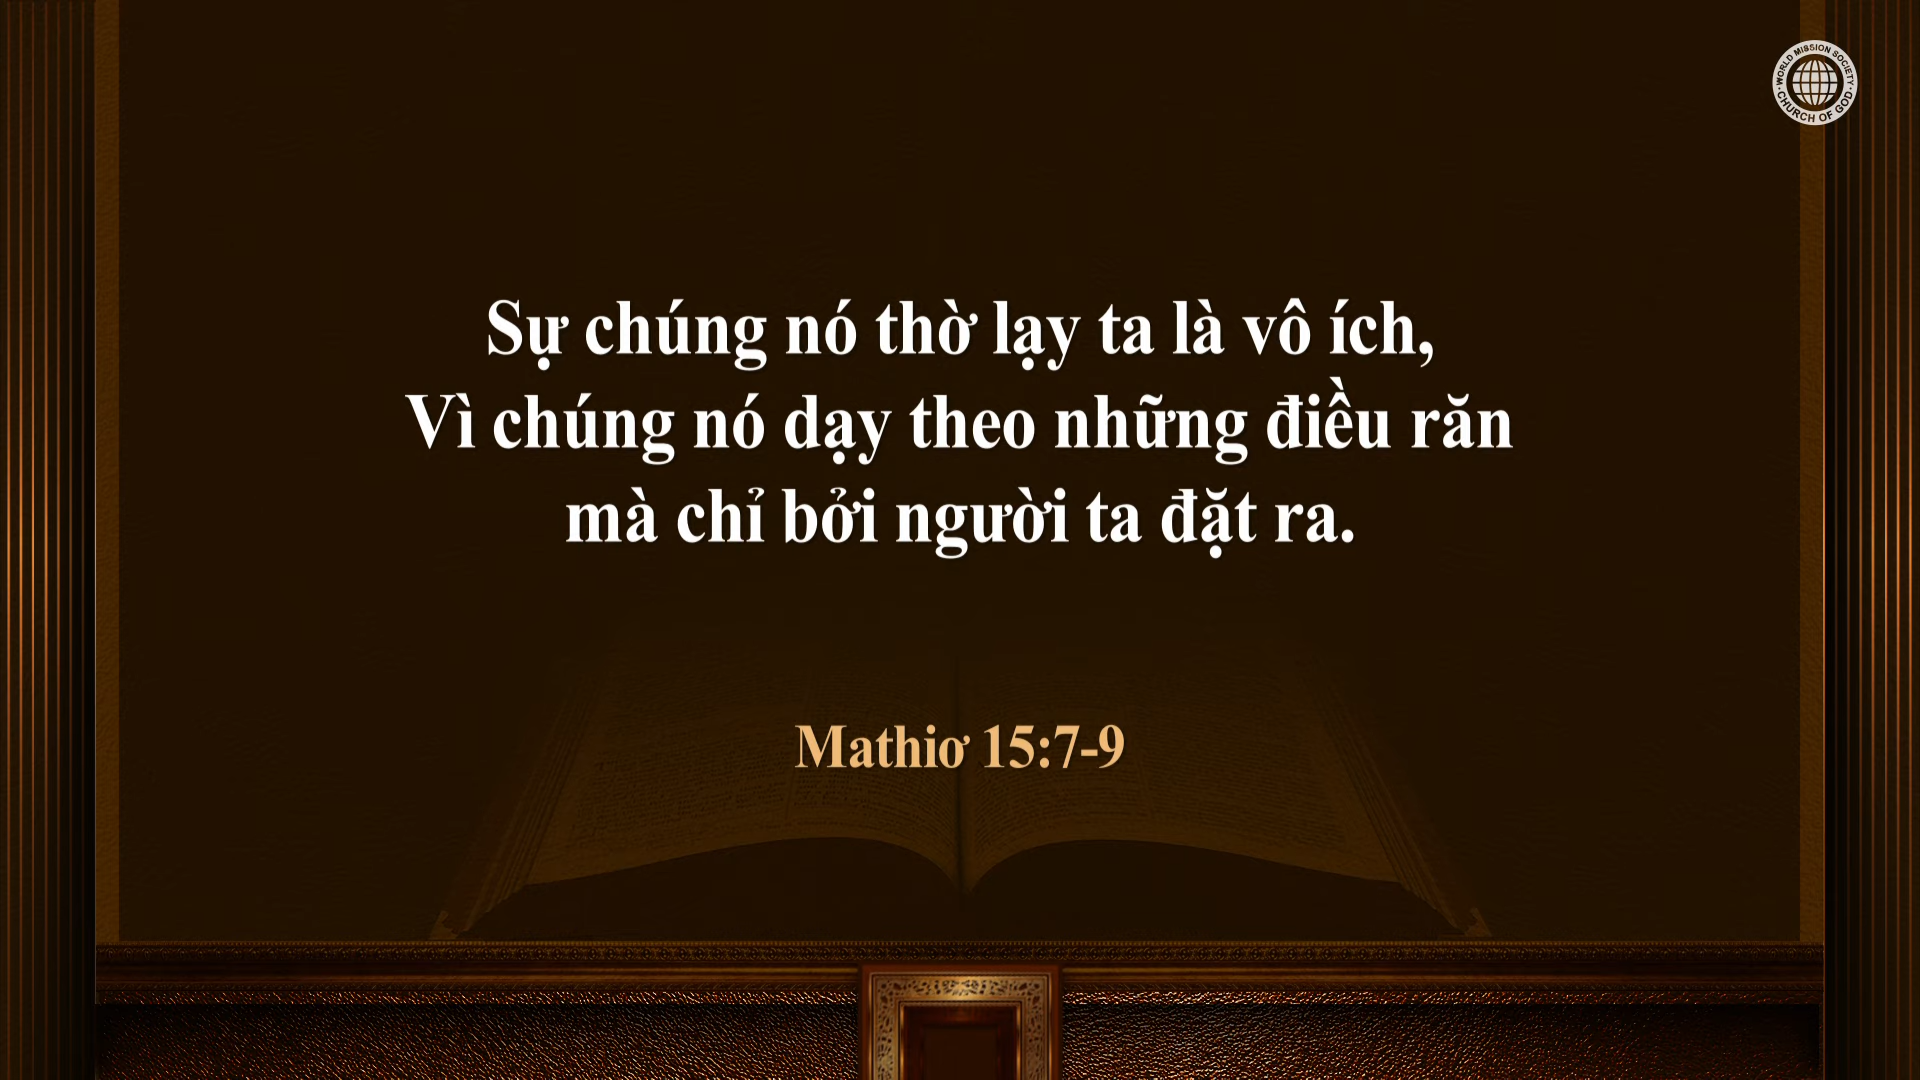 WORLD MISSION SOCIETY
CHURCH OF GOD
Sự chúng nó thờ lạy ta là vô ích,
Vì chúng nó dạy theo những điều răn
mà chỉ bởi người ta đặt ra.
Mathiơ 15:7-9